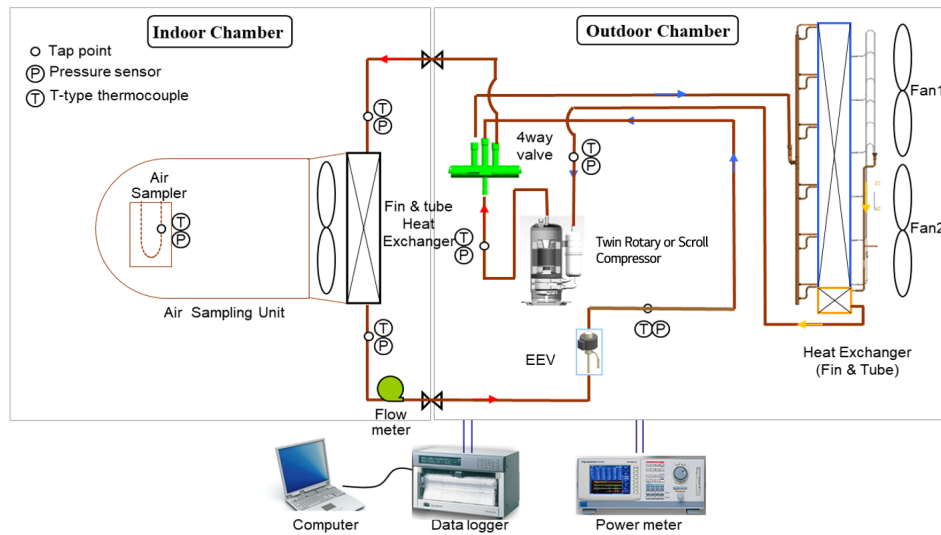 Indoor Chamber
Outdoor Chamber
Tap point
P Pressure sensor
T T-type thermocouple
T
P
Air
Sampler
T
P
Fin & tube
Heat
Exchanger
Air Sampling Unit
T
P
Flow
meter
4way
valve
T
P
T
P
Twin Rotary or Scroll
Compressor
T P
EEV
Fan1
Fan2
Heat Exchanger
(Fin & Tube)
Computer
Data logger
Power meter